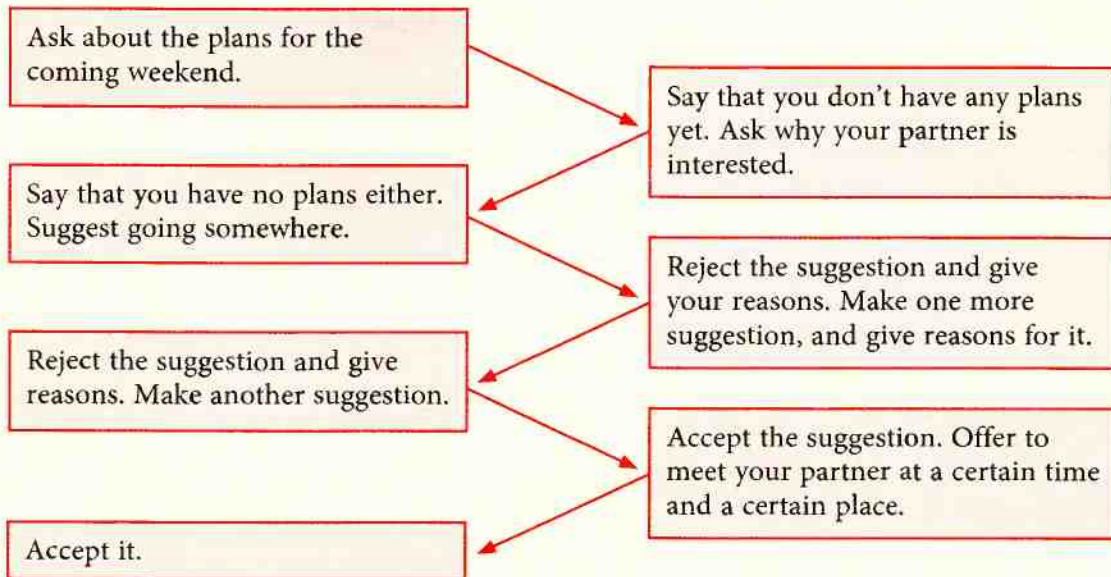 Ask about the plans for the
coming weekend.
Say that you don't have any plans
yet. Ask why your partner is
interested.
Say that you have no plans either.
Suggest going somewhere.
Reject the suggestion and give
your reasons. Make one more
suggestion, and give reasons for it.
Reject the suggestion and give
reasons. Make another suggestion.
Accept the suggestion. Offer to
meet your partner at a certain time
and a certain place.
Accept it.